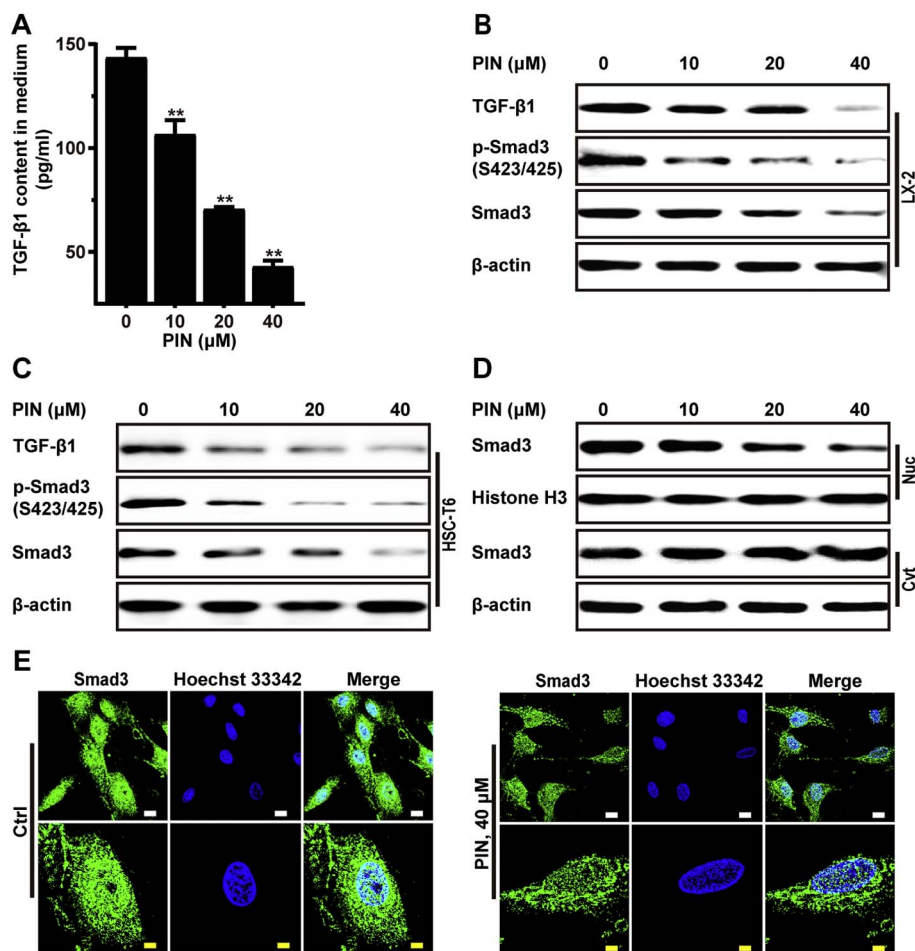 A
TGF-β1 content in medium
(pg/ml)
150
100
50
**
**
**
0 10 20 40
PIN (μM)
B
PIN (μM) 0 10 20 40
TGF-β1
p-Smad3
(S423/425)
Smad3
β-actin
LX-2
C
PIN (μM) 0 10 20 40
TGF-β1
p-Smad3
(S423/425)
Smad3
β-actin
HSC-T6
D
PIN (μM) 0 10 20 40
Smad3
Histone H3
Nuc
Smad3
β-actin
Cyt
E
Smad3 Hoechst 33342 Merge
Ctrl
Smad3 Hoechst 33342 Merge
PIN, 40 μM